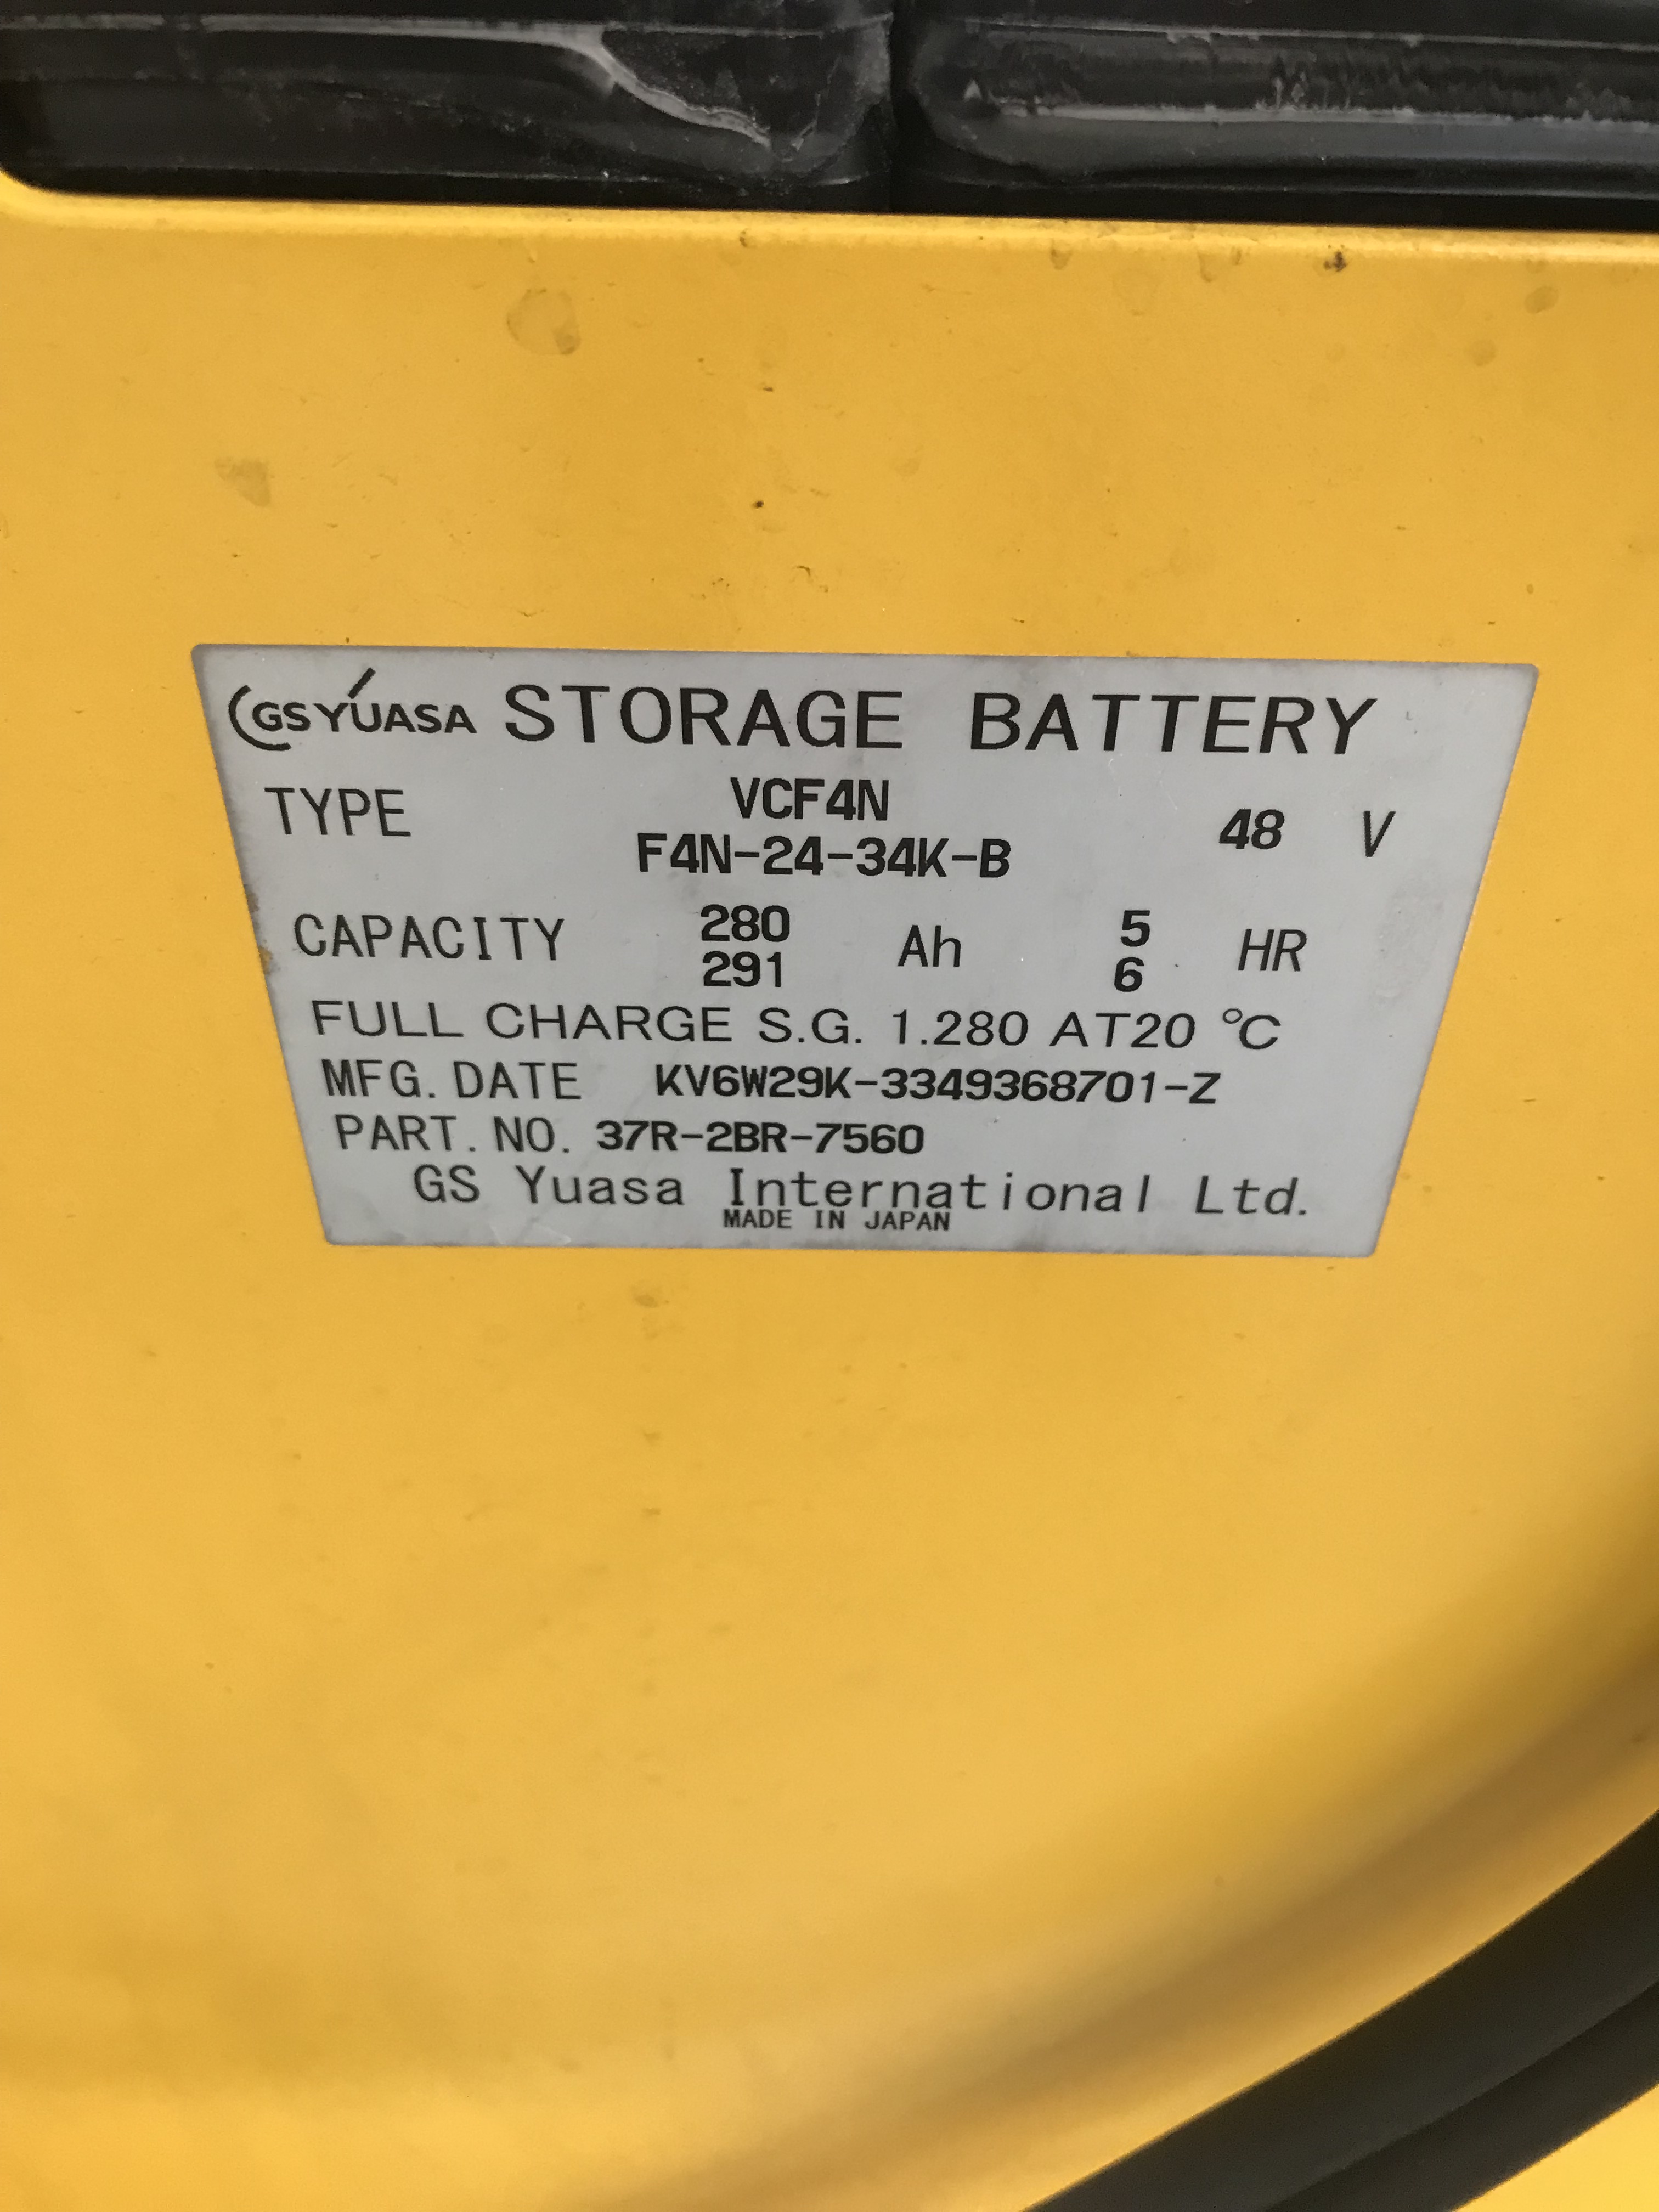 GS YUASA STORAGE BATTERY
TYPE VCF4N 48 V
F4N-24-34K-B
CAPACITY 280 Ah 5 HR
291 6
FULL CHARGE S.G. 1.280 AT20 ℃
MFG. DATE KV6W29K-3349368701-Z
PART. NO. 37R-2BR-7560
GS Yuasa International Ltd.
MADE IN JAPAN